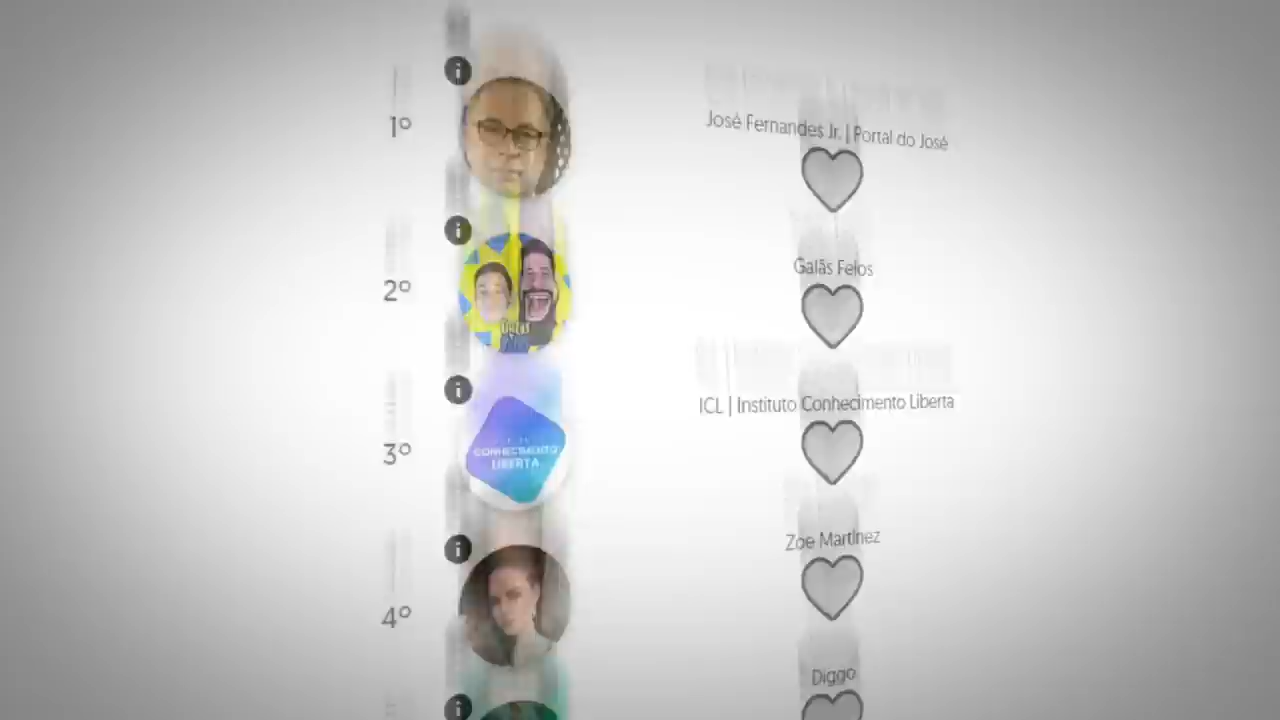 1º
José Fernandes Jr. | Portal do José
2º
Galãs Feios
3º
ICL | Instituto Conhecimento Liberta
CONHECIMENTO
LIBERTA
4º
Zoe Martínez
Diggo